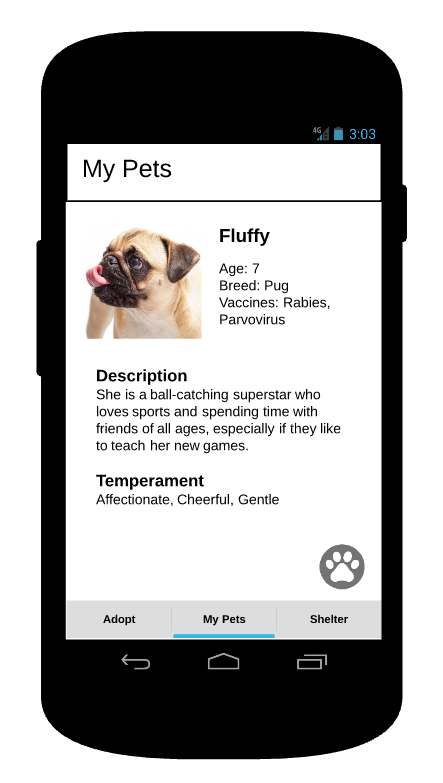 4G 3:03
My Pets
Fluffy
Age: 7
Breed: Pug
Vaccines: Rabies,
Parvovirus
Description
She is a ball-catching superstar who
loves sports and spending time with
friends of all ages, especially if they like
to teach her new games.
Temperament
Affectionate, Cheerful, Gentle
Adopt My Pets Shelter